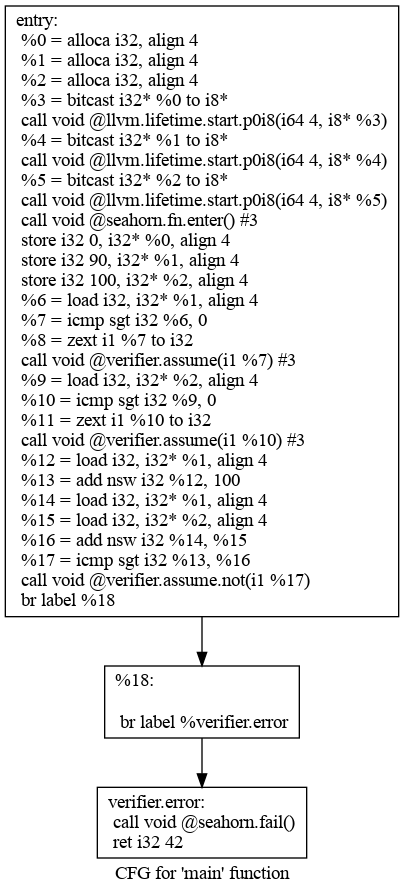 entry:
%0 = alloca i32, align 4
%1 = alloca i32, align 4
%2 = alloca i32, align 4
%3 = bitcast i32* %0 to i8*
call void @llvm.lifetime.start.p0i8(i64 4, i8* %3)
%4 = bitcast i32* %1 to i8*
call void @llvm.lifetime.start.p0i8(i64 4, i8* %4)
%5 = bitcast i32* %2 to i8*
call void @llvm.lifetime.start.p0i8(i64 4, i8* %5)
call void @seahorn.fn.enter() #3
store i32 0, i32* %0, align 4
store i32 90, i32* %1, align 4
store i32 100, i32* %2, align 4
%6 = load i32, i32* %1, align 4
%7 = icmp sgt i32 %6, 0
%8 = zext i1 %7 to i32
call void @verifier.assume(i1 %7) #3
%9 = load i32, i32* %2, align 4
%10 = icmp sgt i32 %9, 0
%11 = zext i1 %10 to i32
call void @verifier.assume(i1 %10) #3
%12 = load i32, i32* %1, align 4
%13 = add nsw i32 %12, 100
%14 = load i32, i32* %1, align 4
%15 = load i32, i32* %2, align 4
%16 = add nsw i32 %14, %15
%17 = icmp sgt i32 %13, %16
call void @verifier.assume.not(i1 %17)
br label %18
%18:
br label %verifier.error
verifier.error:
call void @seahorn.fail()
ret i32 42
CFG for 'main' function